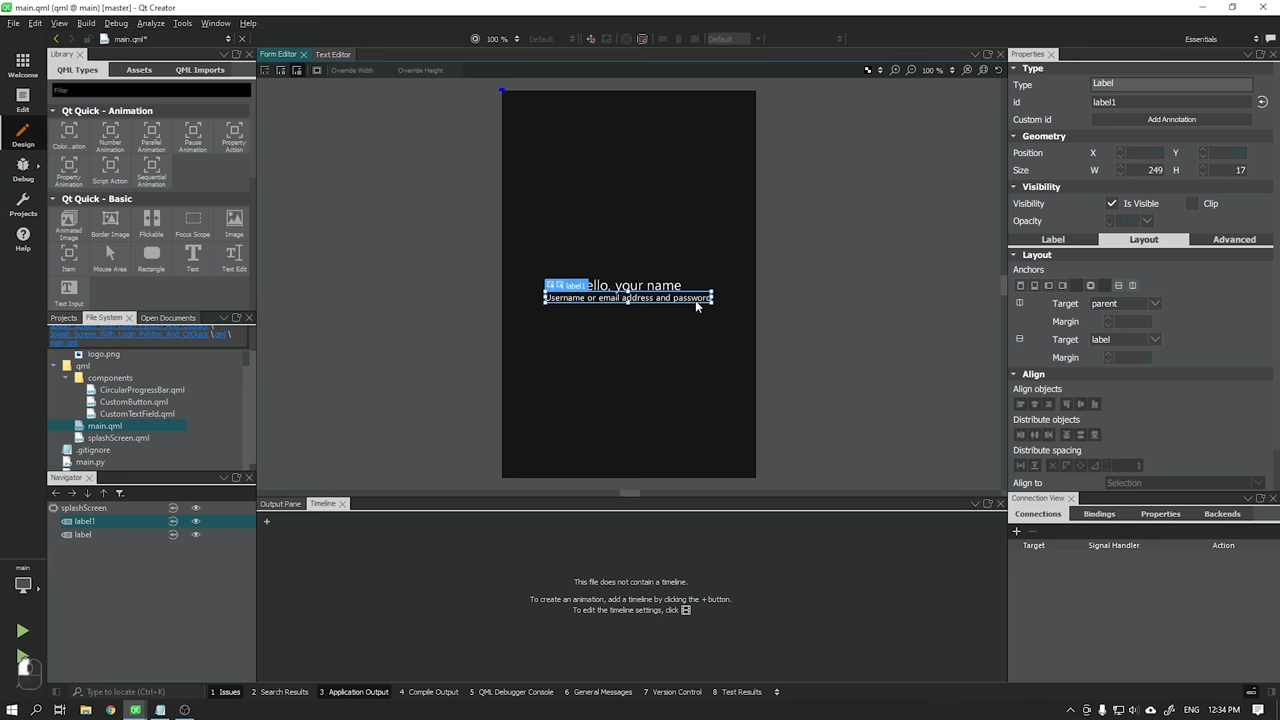 main.qml (qml @ main) [master] - Qt Creator
File Edit View Build Debug Analyze Tools Window Help
main.qml*
100 %
Default
Default
Essentials
Welcome
Edit
Design
Debug
Projects
Help
main
Library
QML Types Assets QML Imports
Filter
Qt Quick - Animation
Color...ation
Number Animation
Parallel Animation
Pause Animation
Property Action
Property Animation
Script Action
Sequential Animation
Qt Quick - Basic
Animated Image
Border Image
Flickable
Focus Scope
Image
Item
Mouse Area
Rectangle
Text
Text Edit
Text Input
Projects File System Open Documents
Splash_Screen_With_Login_Pyhton_And_QtQuick \ qml \
main.qml
logo.png
qml
components
CircularProgressBar.qml
CustomButton.qml
CustomTextField.qml
main.qml
splashScreen.qml
.gitignore
main.py
Navigator
splashScreen
label1
label
Form Editor Text Editor
Override Width Override Height
100 %
label1
ello, your name
Username or email address and password
Output Pane Timeline
This file does not contain a timeline.
To create an animation, add a timeline by clicking the + button.
To edit the timeline settings, click
Properties
Type
Type Label
id label1
Custom id Add Annotation
Geometry
Position X Y
Size W 249 H 17
Visibility
Visibility Is Visible Clip
Opacity
Label Layout Advanced
Layout
Anchors
Target parent
Margin
Target label
Margin
Align
Align objects
Distribute objects
Distribute spacing
1
Align to Selection
Connection View
Connections Bindings Properties Backends
Target Signal Handler Action
Type to locate (Ctrl+K)
1 Issues 2 Search Results 3 Application Output 4 Compile Output 5 QML Debugger Console 6 General Messages 7 Version Control 8 Test Results
ENG 12:34 PM